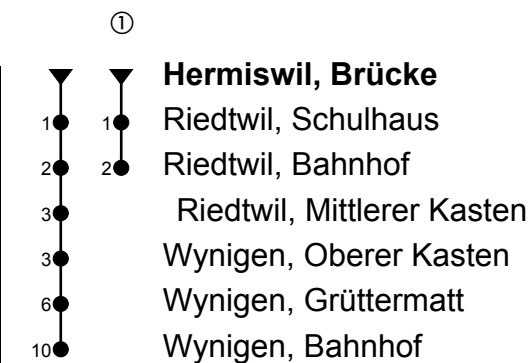 ①
Hermiswil, Brücke
1 1 Riedtwil, Schulhaus
2 2 Riedtwil, Bahnhof
3 Riedtwil, Mittlerer Kasten
3 Wynigen, Oberer Kasten
6 Wynigen, Grüttermatt
10 Wynigen, Bahnhof